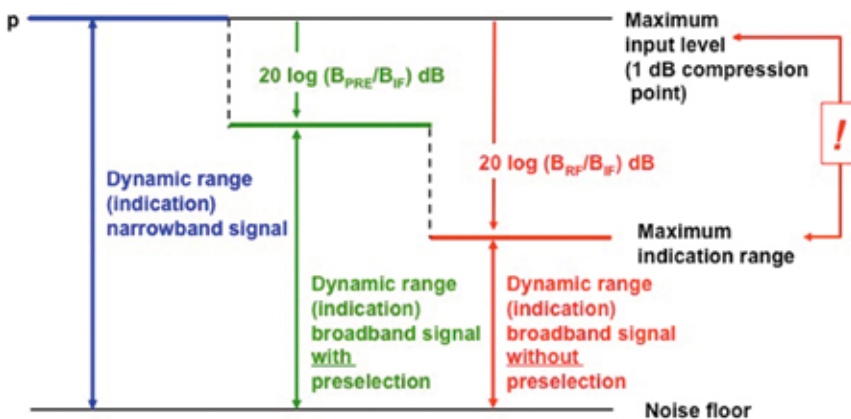 p
Maximum
input level
(1 dB compression
point)
20 log (BPRE/BIF) dB
!
Dynamic range
(indication)
narrowband signal
20 log (BRF/BIF) dB
Maximum
indication range
Dynamic range
(indication)
broadband signal
with
preselection
Dynamic range
(indication)
broadband signal
without
preselection
Noise floor